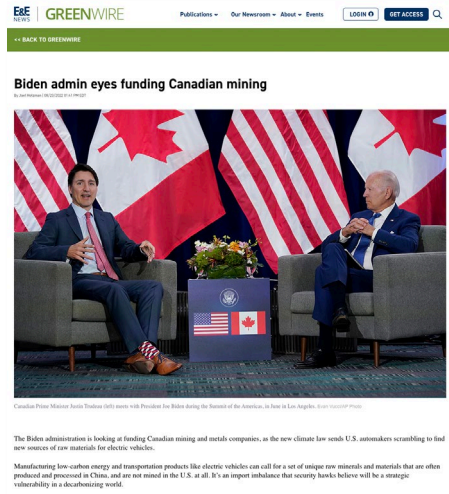 E&E
NEWS
GREENWIRE
Publications
Our Newsroom
About
Events
LOGIN
GET ACCESS
<< BACK TO GREENWIRE
Biden admin eyes funding Canadian mining
Canadian Prime Minister Justin Trudeau (left) meets with President Joe Biden during the Summit of the Americas, in June in Los Angeles.
The Biden administration is looking at funding Canadian mining and metals companies, as the new climate law sends U.S. automakers scrambling to find
new sources of raw materials for electric vehicles.
Manufacturing low-carbon energy and transportation products like electric vehicles can call for a set of unique raw minerals and materials that are often
produced and processed in China, and are not mined in the U.S. at all. It's an import imbalance that security hawks believe will be a strategic
vulnerability in a decarbonizing world.